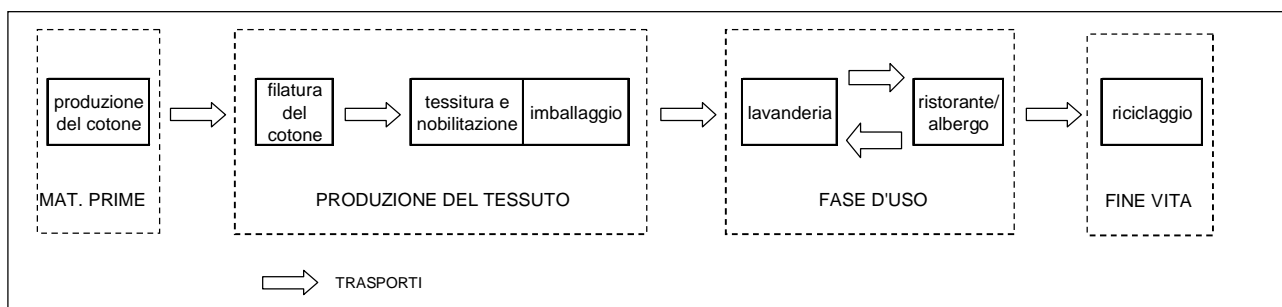 produzione
del cotone
MAT. PRIME
filatura
del
cotone
tessitura e
nobilitazione
imballaggio
PRODUZIONE DEL TESSUTO
lavanderia
ristorante/
albergo
FASE D'USO
riciclaggio
FINE VITA
TRASPORTI